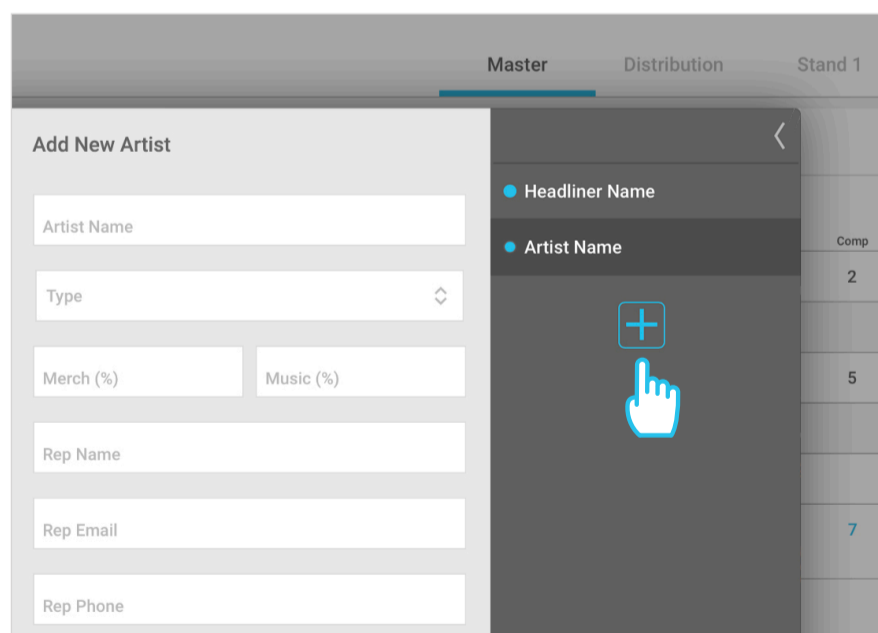 Master
Distribution
Stand 1
Add New Artist
Artist Name
Type
Merch (%)
Music (%)
Rep Name
Rep Email
Rep Phone
Headliner Name
Artist Name
Comp
2
5
7